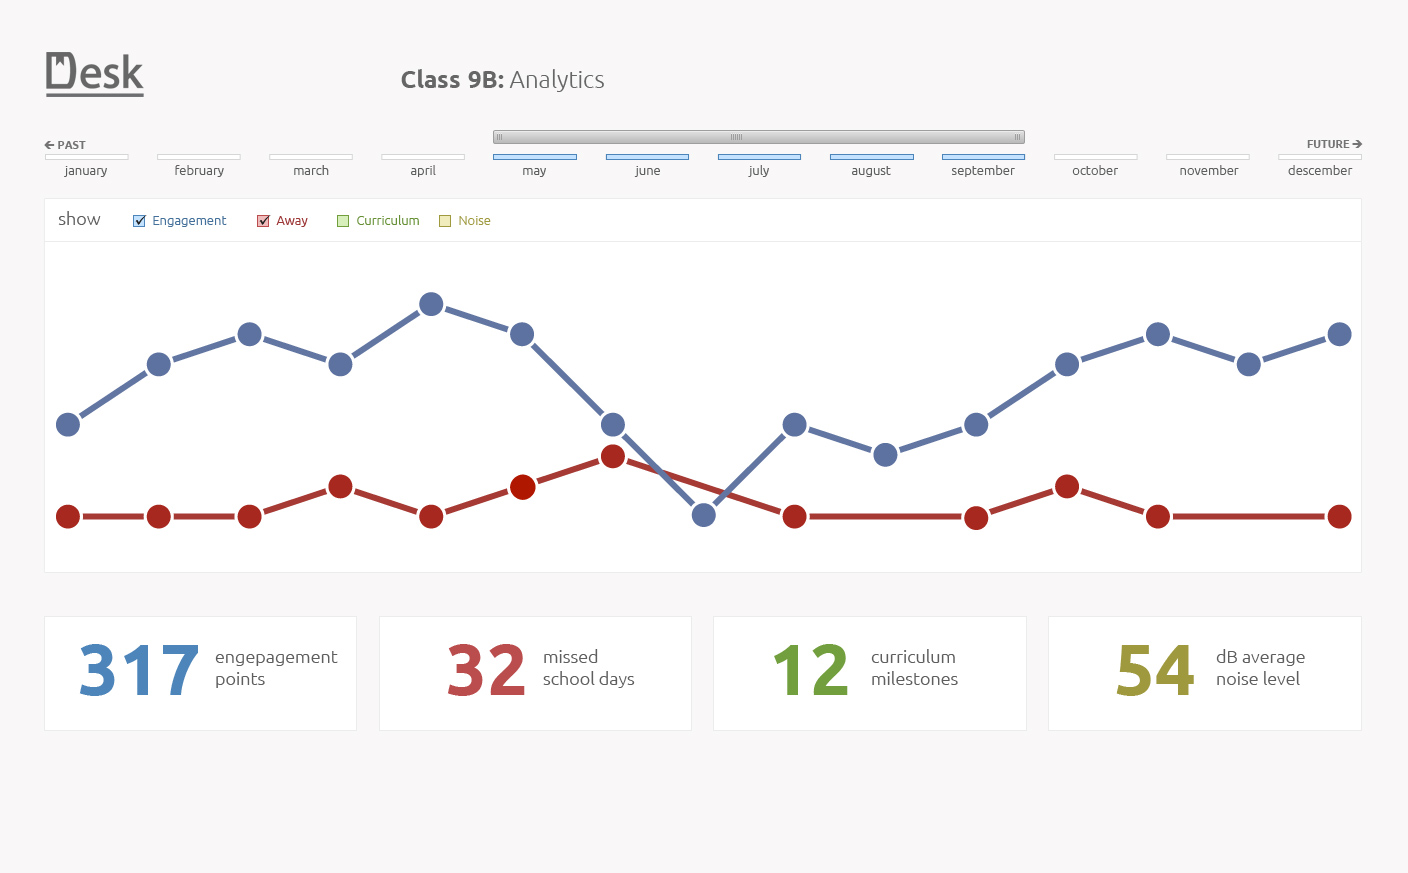 Desk
Class 9B: Analytics
← PAST
FUTURE →
january february march april may june july august september october november descember
show Engagement Away Curriculum Noise
317 engepagement
points
32 missed
school days
12 curriculum
milestones
54 dB average
noise level